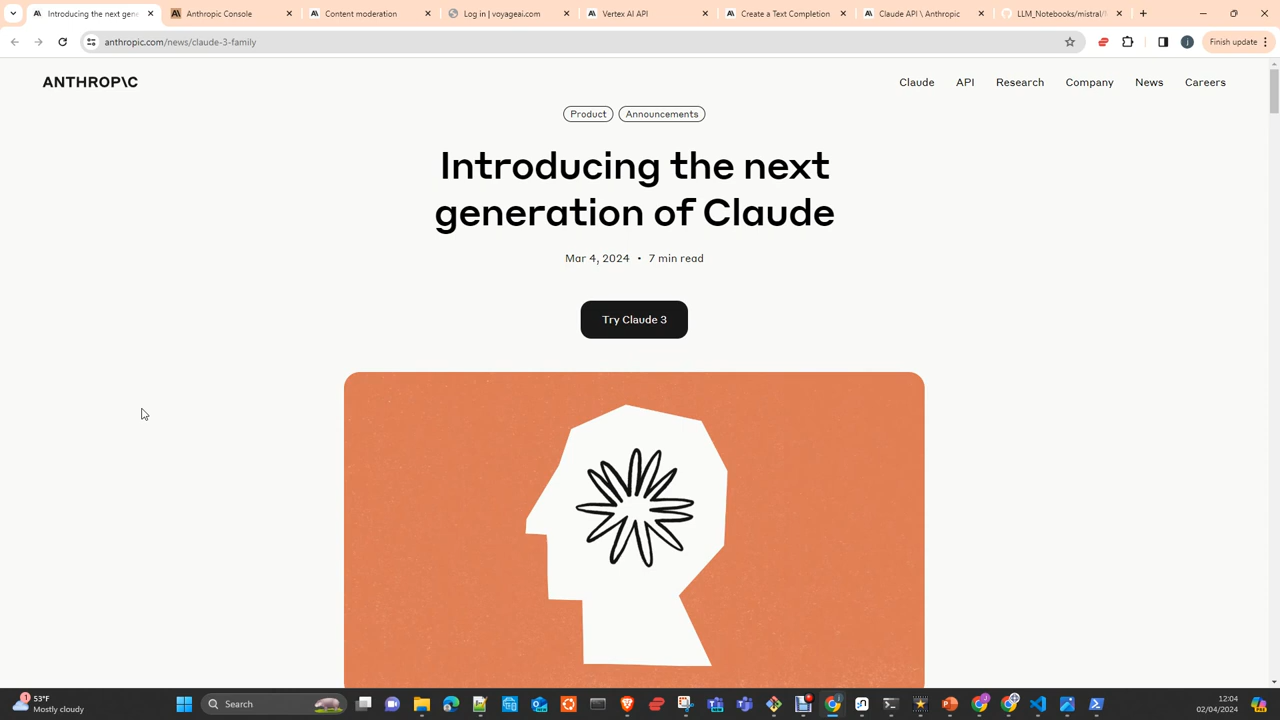 Introducing the next gene
Anthropic Console
Content moderation
Log in | voyageai.com
Vertex AI API
Create a Text Completion
Claude API \ Anthropic
LLM_Notebooks/mistral/
anthropic.com/news/claude-3-family
Finish update
ANTHROP\C
Claude
API
Research
Company
News
Careers
Product
Announcements
Introducing the next
generation of Claude
Mar 4, 2024 • 7 min read
Try Claude 3
53°F
Mostly cloudy
Search
12:04
02/04/2024